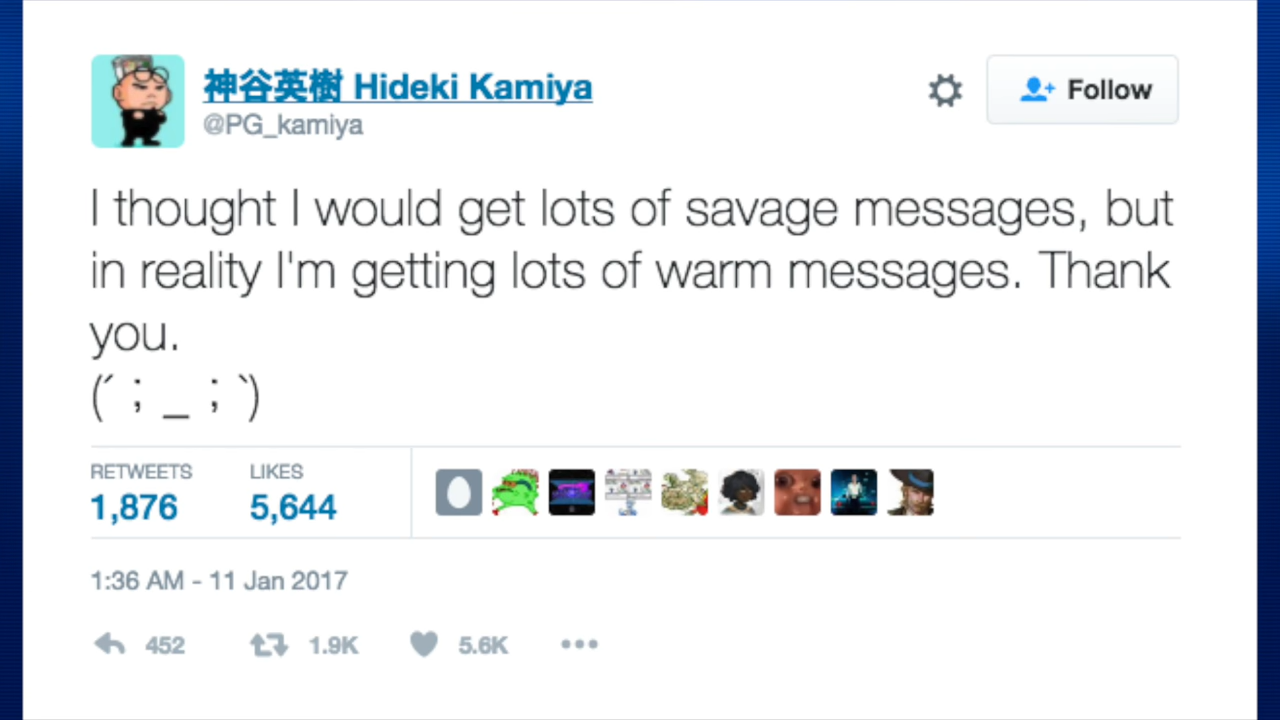 神谷英樹 Hideki Kamiya
@PG_kamiya
Follow
I thought I would get lots of savage messages, but
in reality I'm getting lots of warm messages. Thank
you.
(´ ; _ ; `)
RETWEETS LIKES
1,876 5,644
1:36 AM - 11 Jan 2017
452 1.9K 5.6K